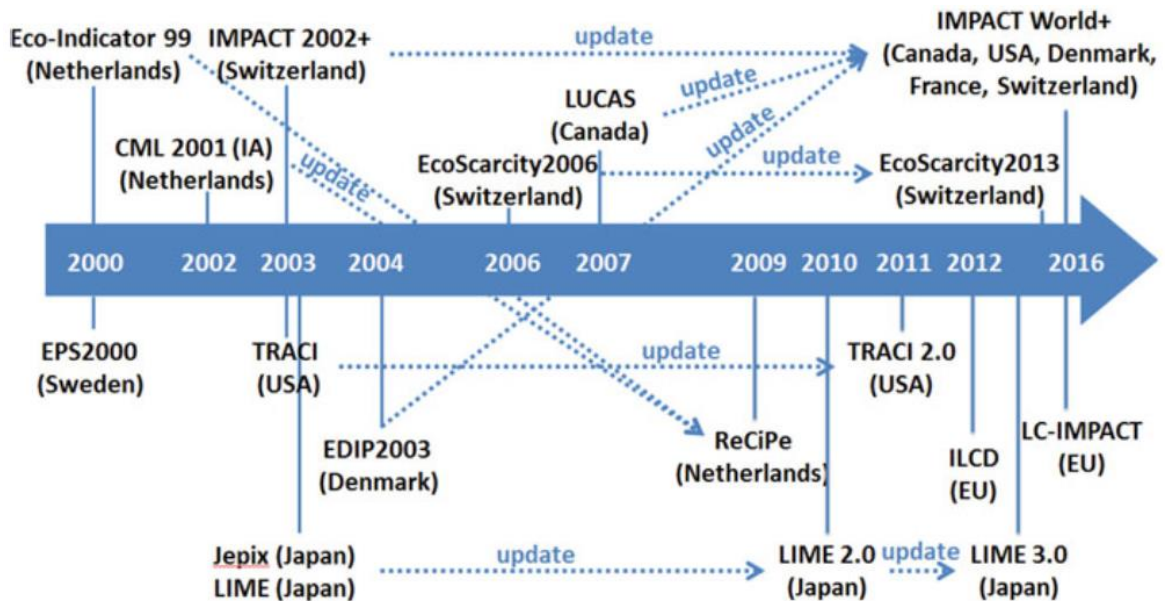 Eco-Indicator 99
(Netherlands)
IMPACT 2002+
(Switzerland)
update
IMPACT World+
(Canada, USA, Denmark,
France, Switzerland)
update
LUCAS
(Canada)
update
CML 2001 (IA)
(Netherlands)
update
EcoScarcity2006
(Switzerland)
update
EcoScarcity2013
(Switzerland)
2000 2002 2003 2004 2006 2007 2009 2010 2011 2012 2016
EPS2000
(Sweden)
TRACI
(USA)
update
TRACI 2.0
(USA)
EDIP2003
(Denmark)
ReCiPe
(Netherlands)
ILCD
(EU)
LC-IMPACT
(EU)
Jepix (Japan)
LIME (Japan)
update
LIME 2.0
(Japan)
update
LIME 3.0
(Japan)